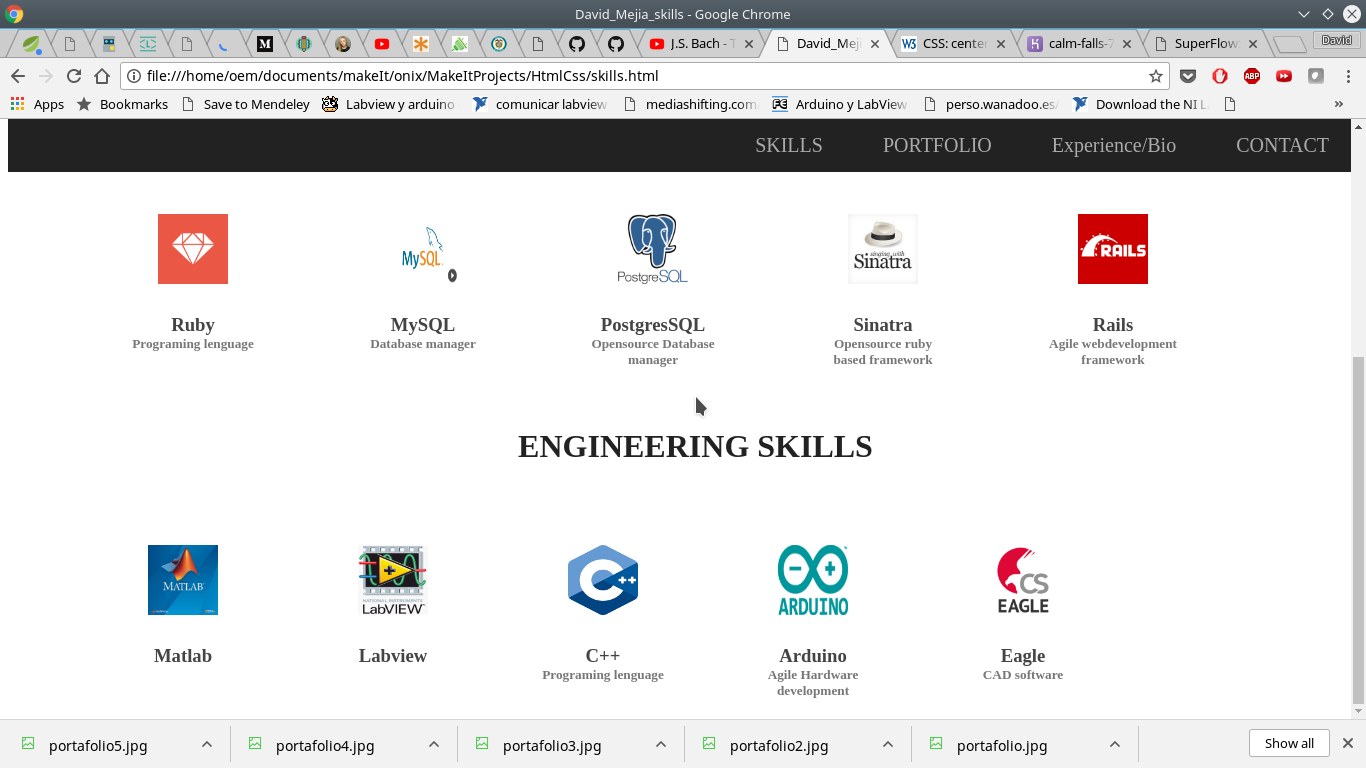 David_Mejia_skills - Google Chrome
J.S. Bach - T
David_Meji
CSS: center
calm-falls-7
SuperFlow
David
file:///home/oem/documents/makeIt/onix/MakeItProjects/HtmlCss/skills.html
Apps
Bookmarks
Save to Mendeley
Labview y arduino
comunicar labview
mediashifting.com
Arduino y LabView
perso.wanadoo.es/
Download the NI L
»
SKILLS
PORTFOLIO
Experience/Bio
CONTACT
MySQL
PostgreSQL
singing with
Sinatra
RAILS
Ruby
Programing lenguage
MySQL
Database manager
PostgresSQL
Opensource Database
manager
Sinatra
Opensource ruby
based framework
Rails
Agile webdevelopment
framework
ENGINEERING SKILLS
MATLAB
NATIONAL INSTRUMENTS
LabVIEW™
C++
ARDUINO
CS
EAGLE
Matlab
Labview
C++
Programing lenguage
Arduino
Agile Hardware
development
Eagle
CAD software
portafolio5.jpg
portafolio4.jpg
portafolio3.jpg
portafolio2.jpg
portafolio.jpg
Show all